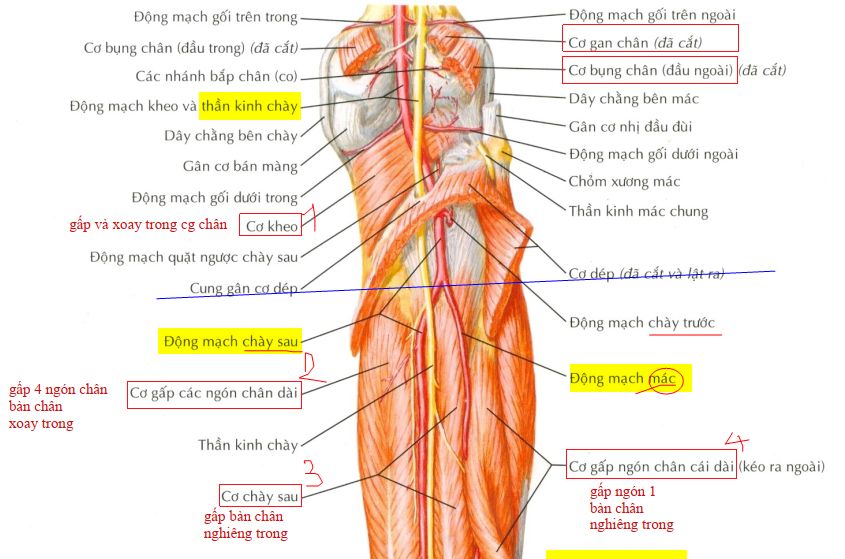 Động mạch gối trên trong
Cơ bụng chân (đầu trong) (đã cắt)
Các nhánh bắp chân (co)
Động mạch kheo và thần kinh chày
Dây chằng bên chày
Gân cơ bán màng
Động mạch gối dưới trong
gấp và xoay trong cg chân
Cơ kheo
1
Động mạch quặt ngược chày sau
Cung gân cơ dép
Động mạch chày sau
2
gấp 4 ngón chân
bàn chân
xoay trong
Cơ gấp các ngón chân dài
Thần kinh chày
3
Cơ chày sau
gấp bàn chân
nghiêng trong
Động mạch gối trên ngoài
Cơ gan chân (đã cắt)
Cơ bụng chân (đầu ngoài) (đã cắt)
Dây chằng bên mác
Gân cơ nhị đầu đùi
Động mạch gối dưới ngoài
Chỏm xương mác
Thần kinh mác chung
Cơ dép (đã cắt và lật ra)
Động mạch chày trước
Động mạch mác
4
Cơ gấp ngón chân cái dài (kéo ra ngoài)
gấp ngón 1
bàn chân
nghiêng trong